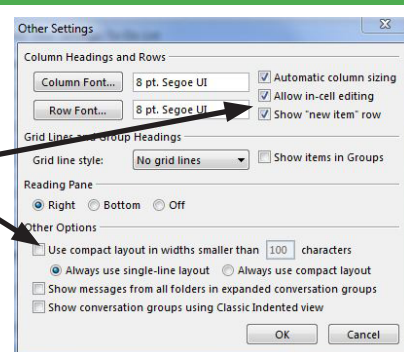 Other Settings
Column Headings and Rows
Column Font... 8 pt. Segoe UI Automatic column sizing
Allow in-cell editing
Row Font... 8 pt. Segoe UI Show "new item" row
Grid Lines and Group Headings
Grid line style: No grid lines Show items in Groups
Reading Pane
Right Bottom Off
Other Options
Use compact layout in widths smaller than 100 characters
Always use single-line layout Always use compact layout
Show messages from all folders in expanded conversation groups
Show conversation groups using Classic Indented view
OK Cancel